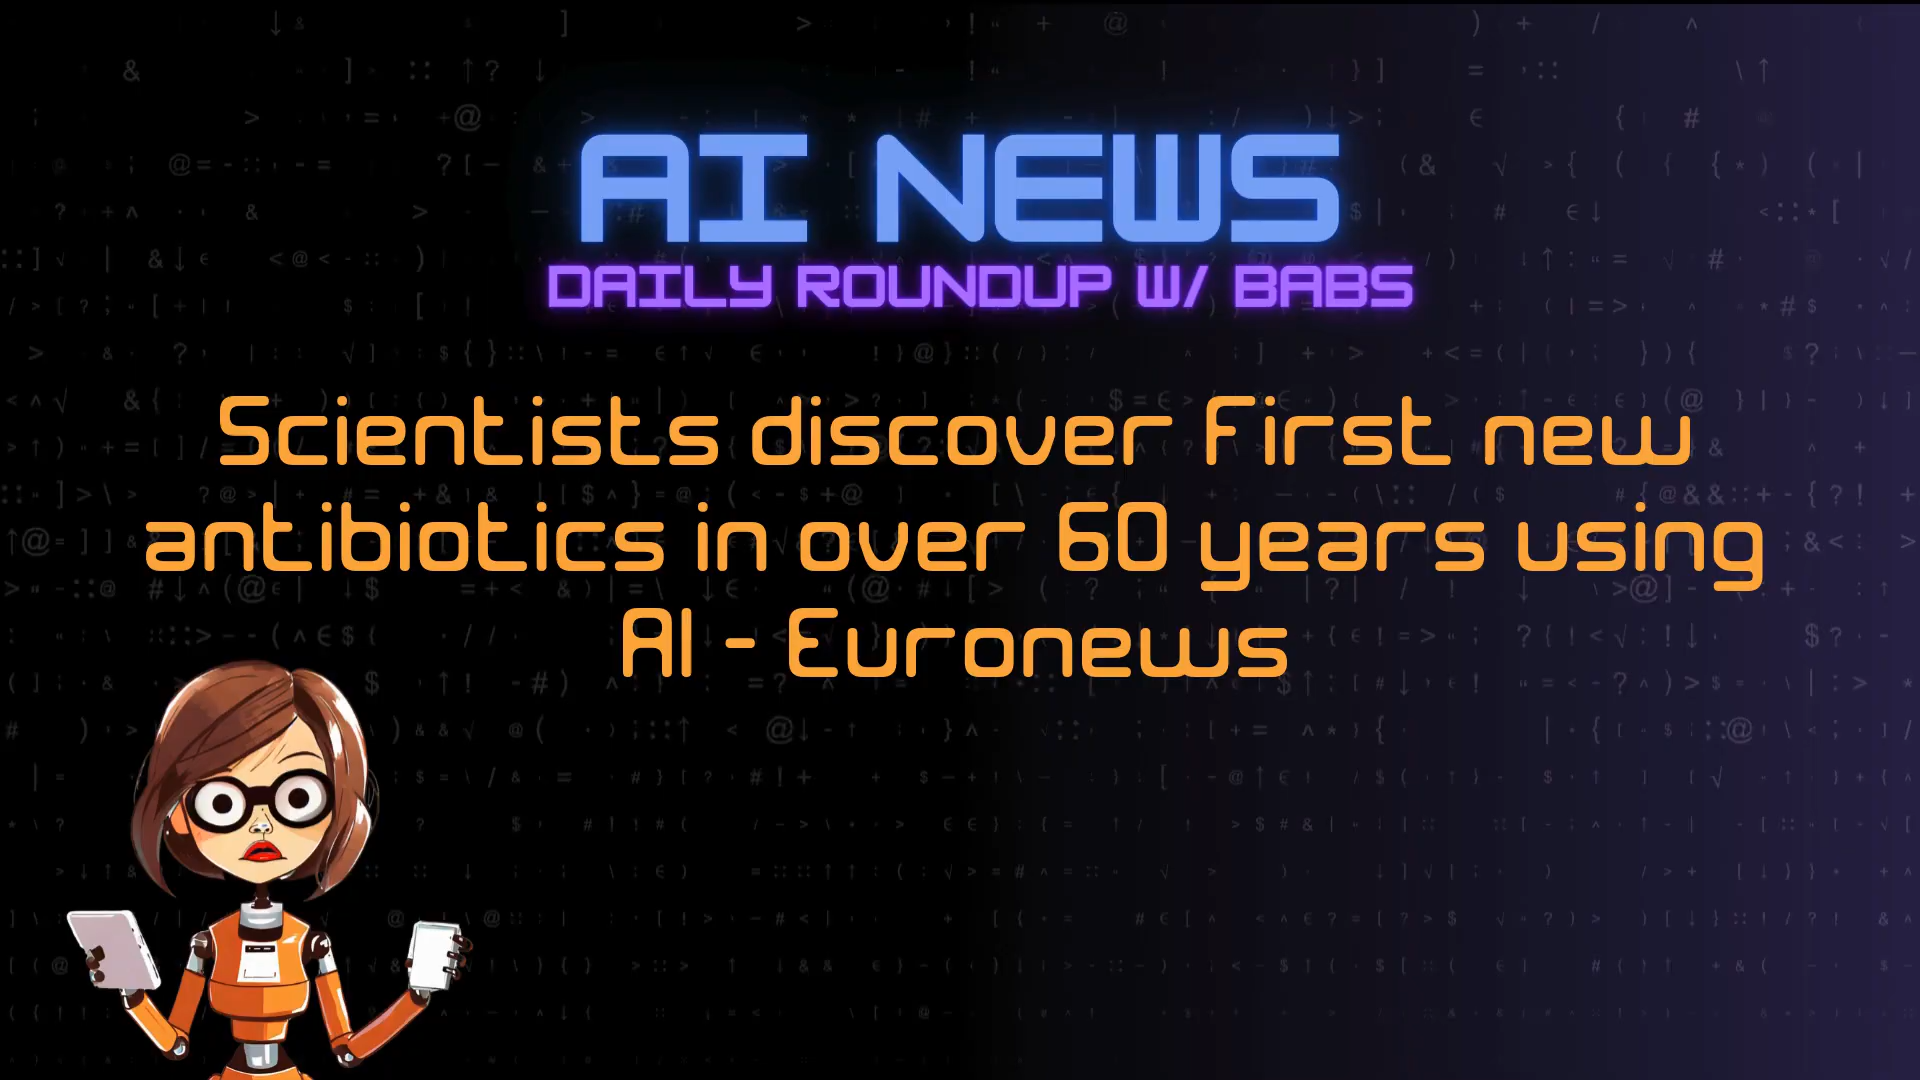 AI NEWS
DAILY ROUNDUP W/ BABS
Scientists discover first new
antibiotics in over 60 years using
AI - Euronews